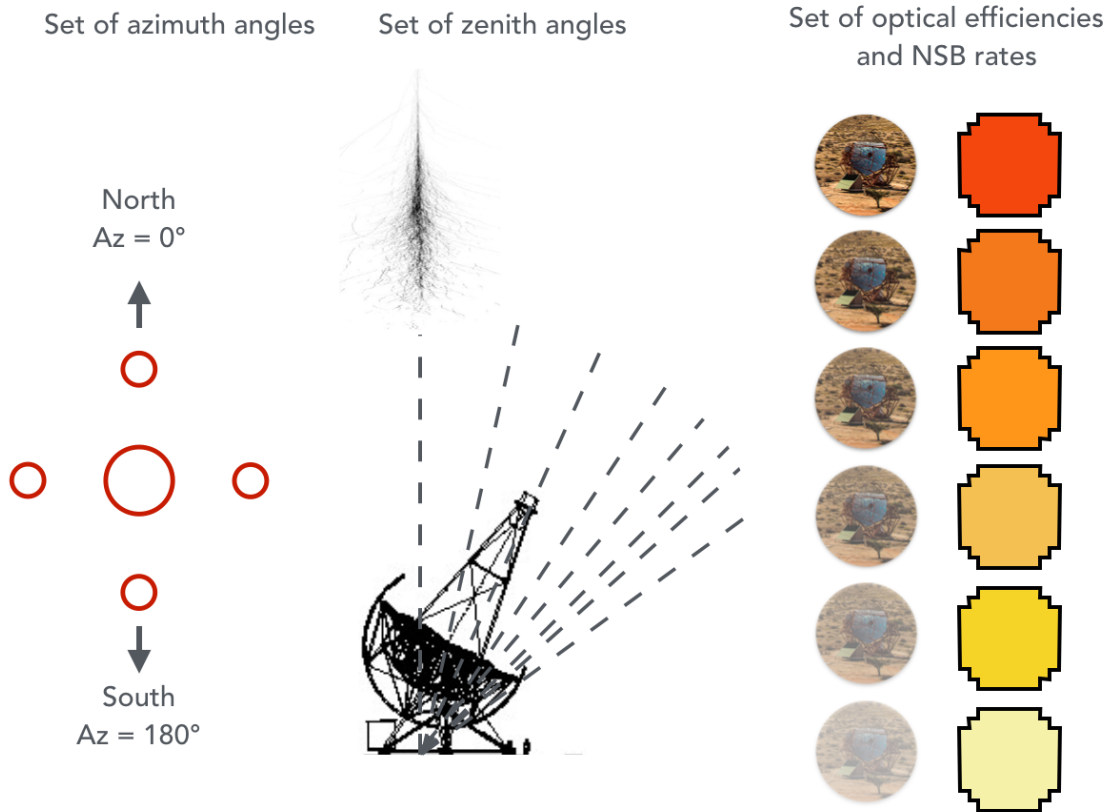 Set of azimuth angles
Set of zenith angles
Set of optical efficiencies
and NSB rates
North
Az = 0°
South
Az = 180°